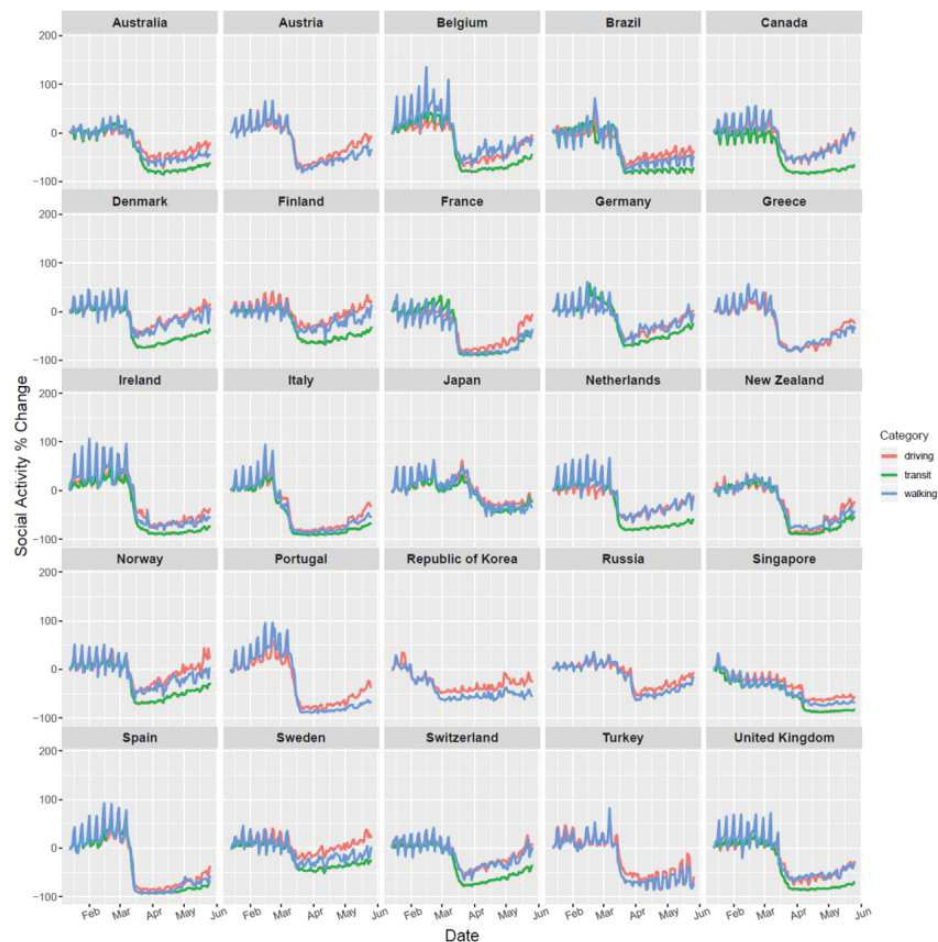 Australia Austria Belgium Brazil Canada
200
100
0
−100
Denmark Finland France Germany Greece
200
100
0
−100
Ireland Italy Japan Netherlands New Zealand
200
100
0
−100
Norway Portugal Republic of Korea Russia Singapore
200
100
0
−100
Spain Sweden Switzerland Turkey United Kingdom
200
100
0
−100
Feb Mar Apr May Jun Feb Mar Apr May Jun Feb Mar Apr May Jun Feb Mar Apr May Jun Feb Mar Apr May Jun
Date
Social Activity % Change
Category
driving
transit
walking